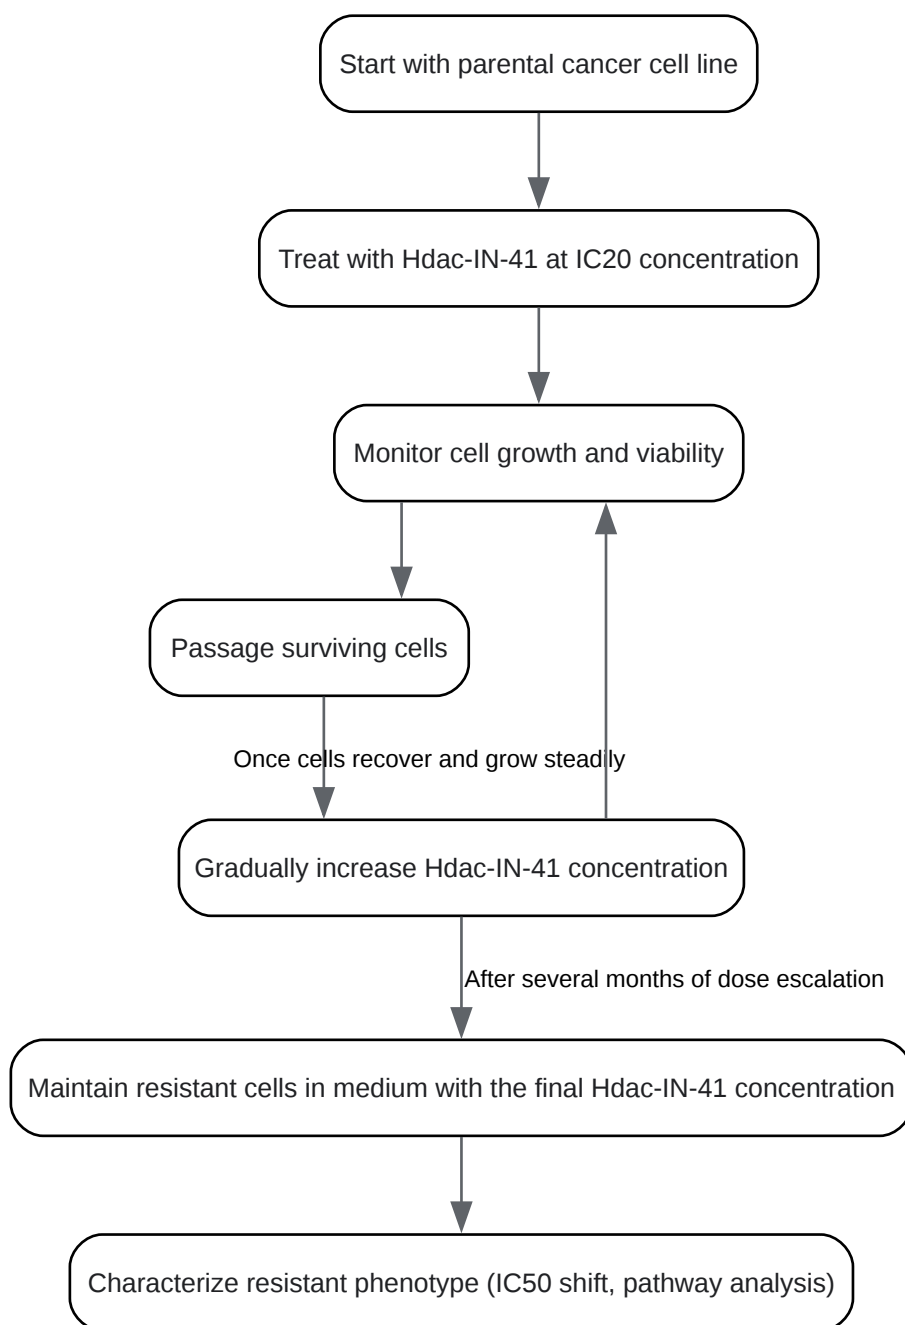 Start with parental cancer cell line
Treat with Hdac-IN-41 at IC20 concentration
Monitor cell growth and viability
Passage surviving cells
Once cells recover and grow steadily
Gradually increase Hdac-IN-41 concentration
After several months of dose escalation
Maintain resistant cells in medium with the final Hdac-IN-41 concentration
Characterize resistant phenotype (IC50 shift, pathway analysis)